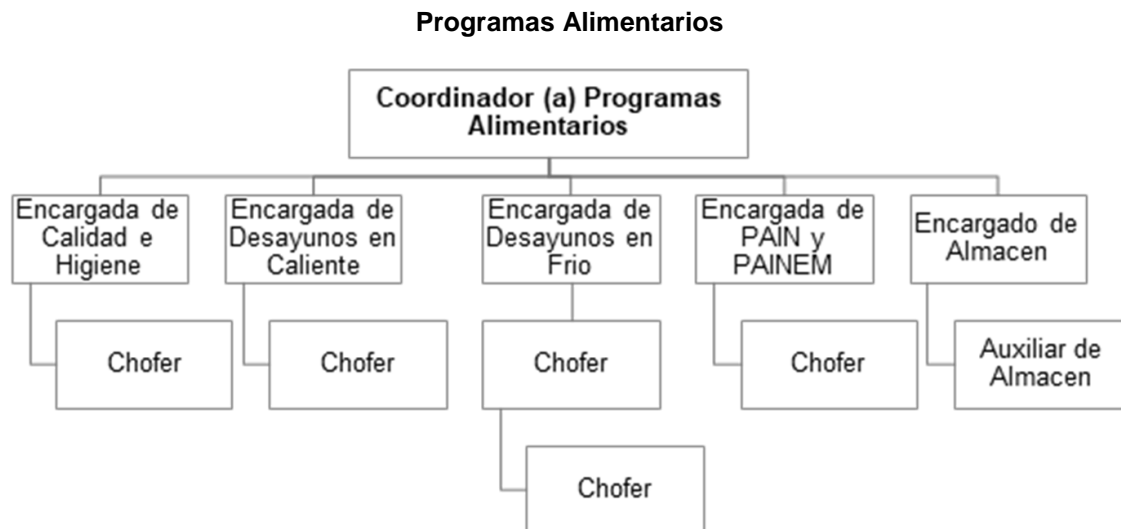 Programas Alimentarios
Coordinador (a) Programas
Alimentarios
Encargada de
Calidad e
Higiene
Encargada de
Desayunos en
Caliente
Encargada de
Desayunos en
Frio
Encargada de
PAIN y
PAINEM
Encargado de
Almacen
Chofer
Chofer
Chofer
Chofer
Auxiliar de
Almacen
Chofer